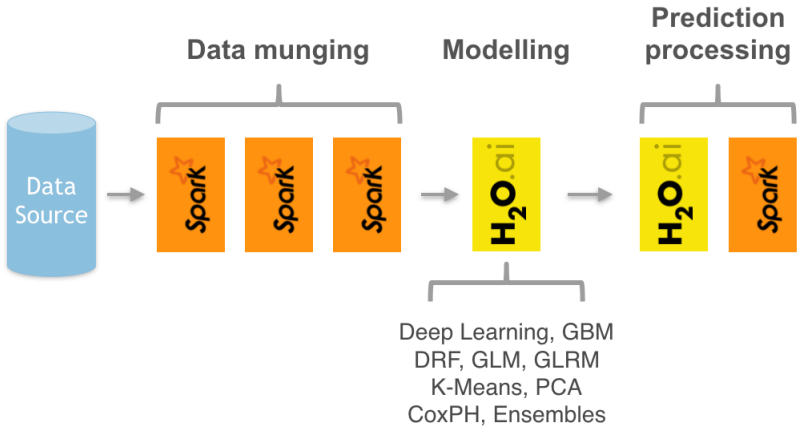 Data munging
Modelling
Prediction
processing
Data
Source
Spark
Spark
Spark
H2O.ai
H2O.ai
Spark
Deep Learning, GBM
DRF, GLM, GLRM
K-Means, PCA
CoxPH, Ensembles